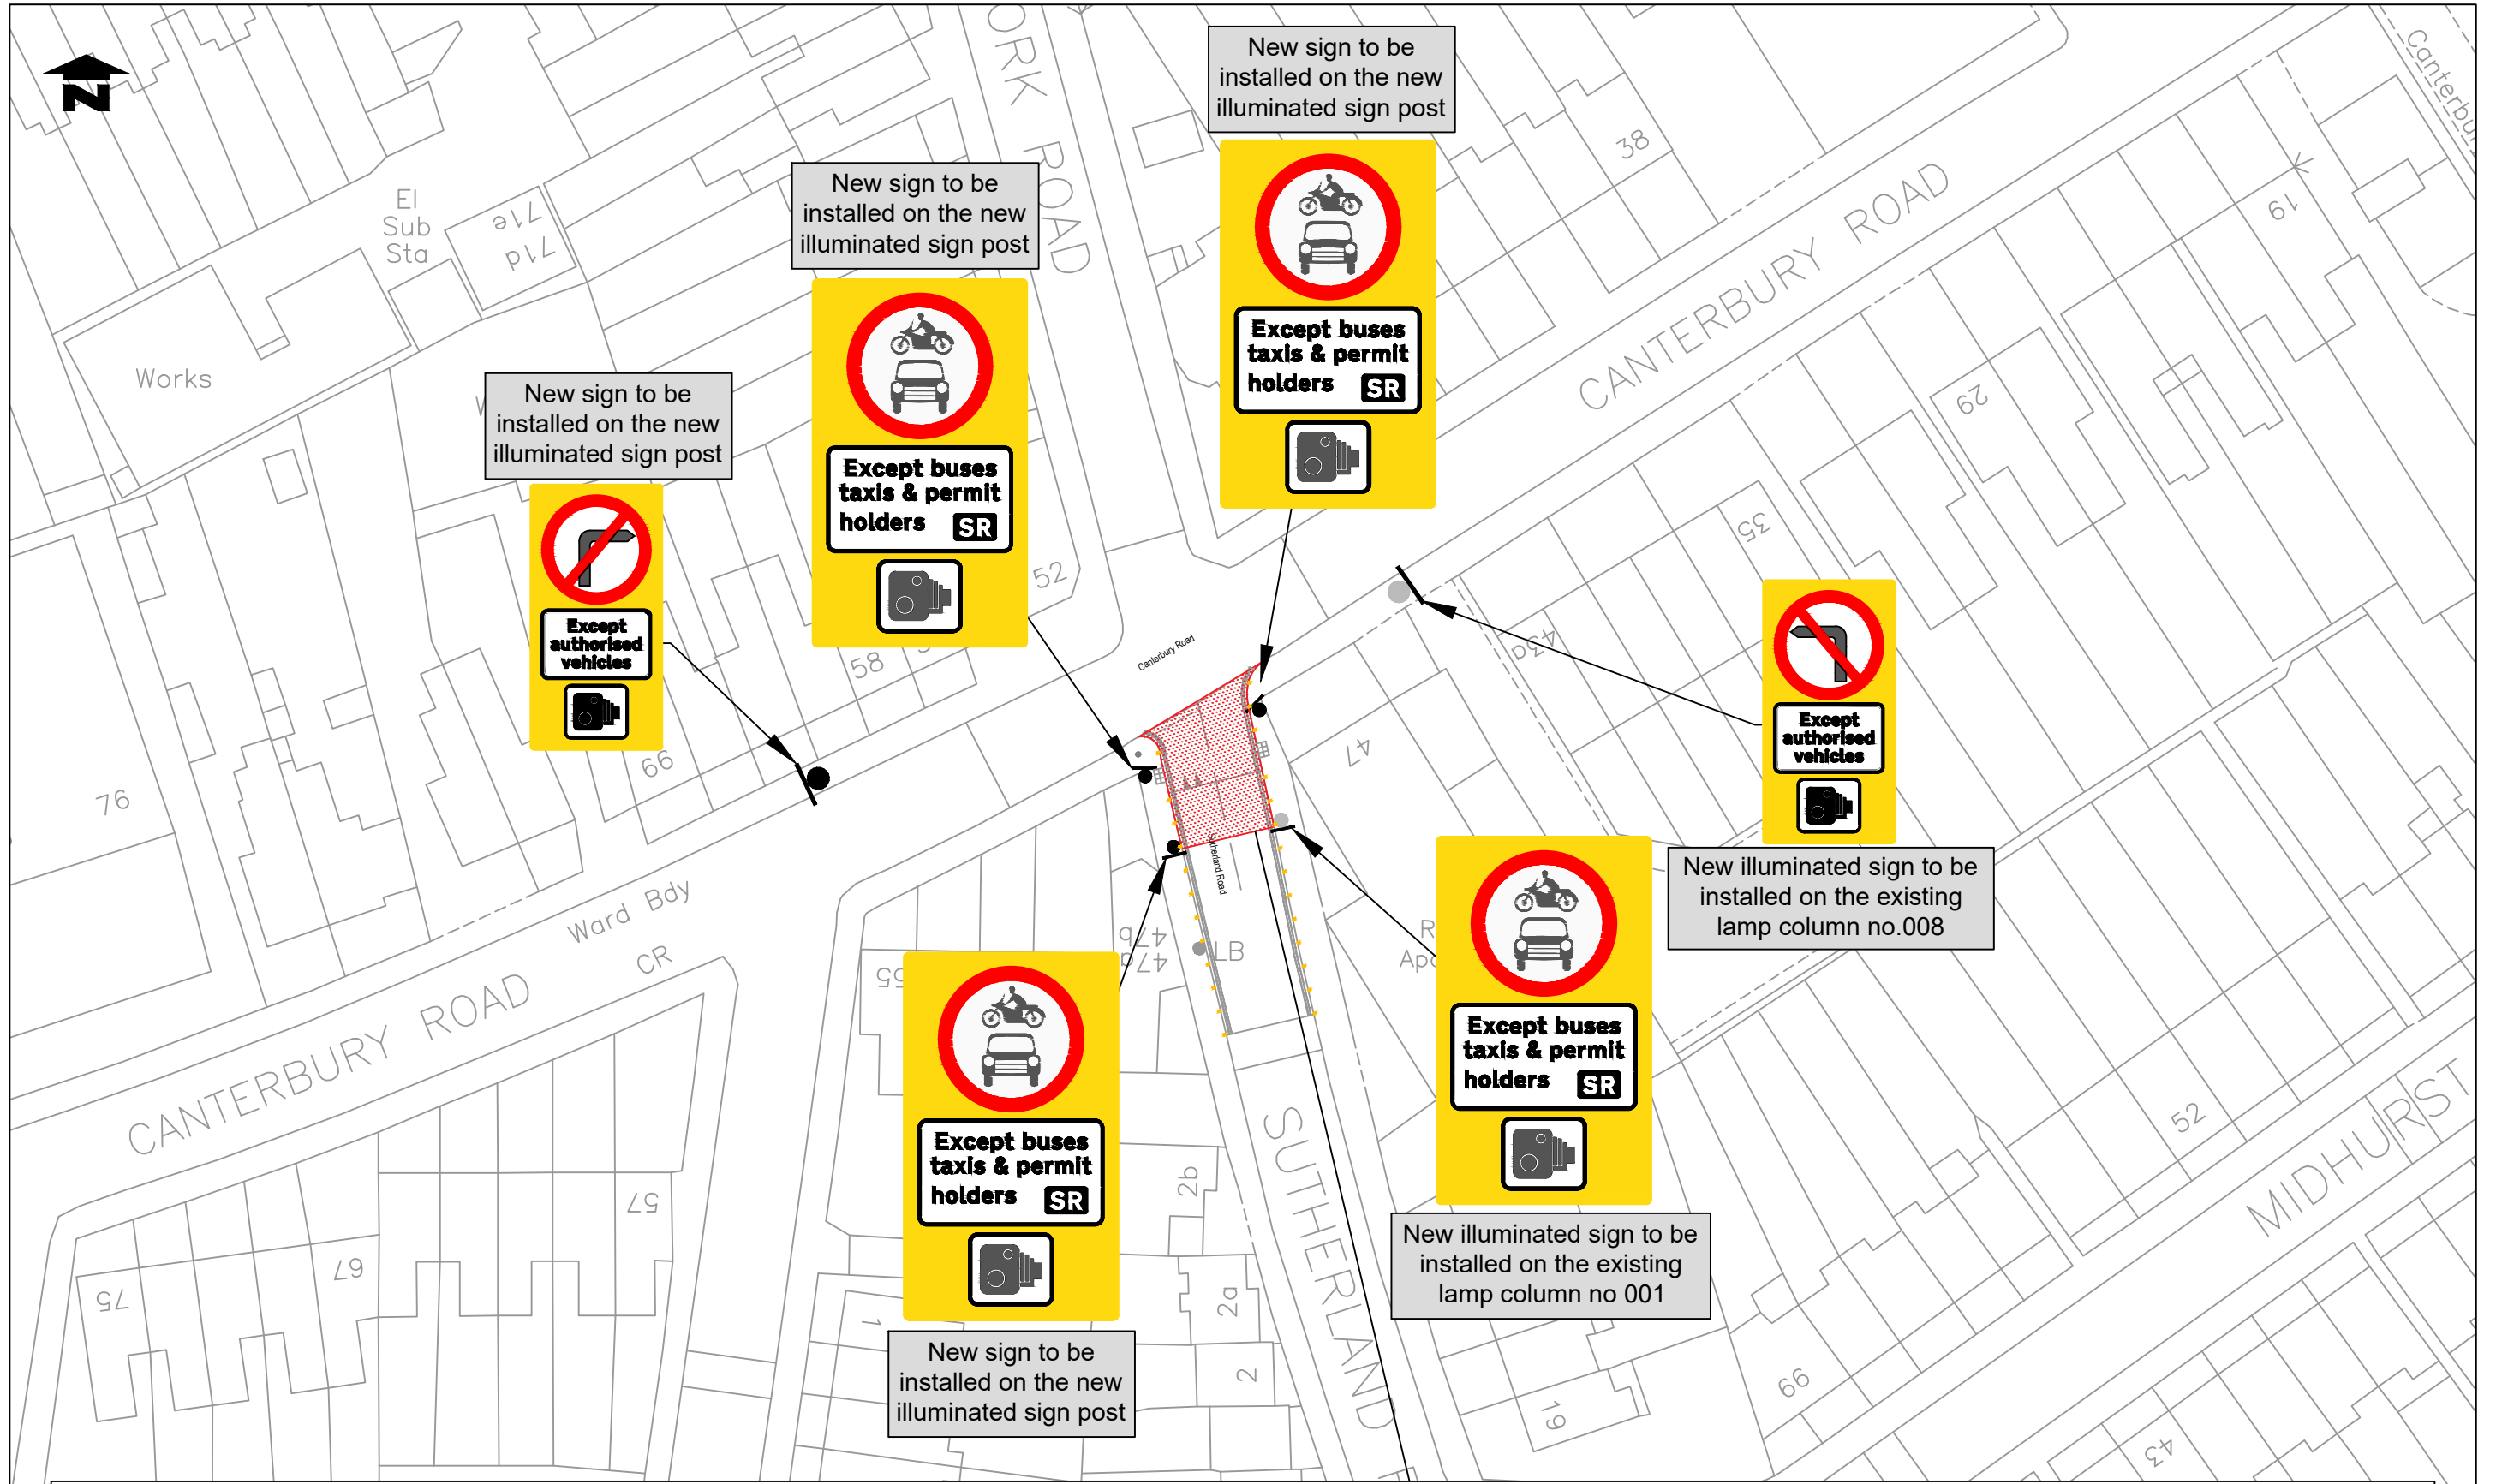 N
ORK ROAD
New sign to be
installed on the new
illuminated sign post
Except buses
taxis & permit
holders SR
38
Canterbu
CANTERBURY ROAD
19
29
35
El
Sub
Sta
71e
71d
Works
New sign to be
installed on the new
illuminated sign post
Except buses
taxis & permit
holders SR
52
58
New sign to be
installed on the new
illuminated sign post
Except
authorised
vehicles
66
76
Canterbury Road
Sutherland Road
43a
47
Except
authorised
vehicles
New illuminated sign to be
installed on the existing
lamp column no.008
Ward Bdy
CR
CANTERBURY ROAD
47b
47a
LB
55
57
67
75
Except buses
taxis & permit
holders SR
New sign to be
installed on the new
illuminated sign post
1
2b
2a
2
SUTHERLAND
Except buses
taxis & permit
holders SR
New illuminated sign to be
installed on the existing
lamp column no 001
52
MIDHURST
66
19
43